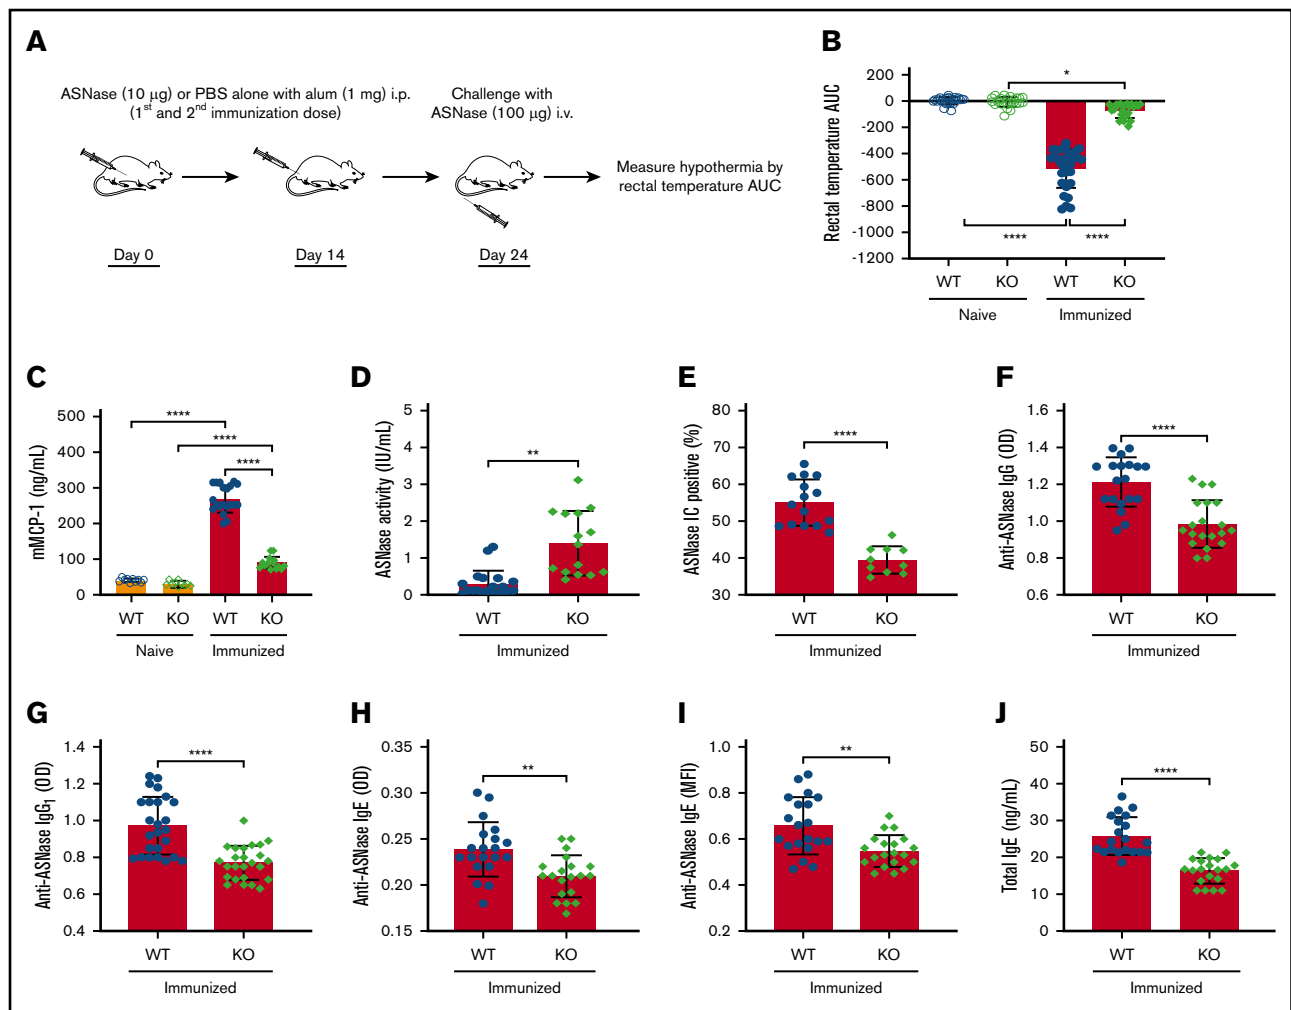 A
ASNase (10 µg) or PBS alone with alum (1 mg) i.p.
(1st and 2nd immunization dose)
Challenge with
ASNase (100 µg) i.v.
Measure hypothermia by
rectal temperature AUC
Day 0
Day 14
Day 24
B
Rectal temperature AUC
200
0
-200
-400
-600
-800
-1000
-1200
*
****
****
WT
KO
WT
KO
Naive
Immunized
C
mMCP-1 (ng/mL)
500
400
300
200
100
0
****
****
****
WT
KO
WT
KO
Naive
Immunized
D
ASNase activity (IU/mL)
5
4
3
2
1
0
**
WT
KO
Immunized
E
ASNase IC positive (%)
80
70
60
50
40
30
****
WT
KO
Immunized
F
Anti-ASNase IgG (OD)
1.6
1.4
1.2
1.0
0.8
0.6
****
WT
KO
Immunized
G
Anti-ASNase IgG1 (OD)
1.4
1.2
1.0
0.8
0.6
0.4
****
WT
KO
Immunized
H
Anti-ASNase IgE (OD)
0.35
0.30
0.25
0.20
0.15
**
WT
KO
Immunized
I
Anti-ASNase IgE (MFI)
1.0
0.8
0.6
0.4
0.2
**
WT
KO
Immunized
J
Total IgE (ng/mL)
50
40
30
20
10
0
****
WT
KO
Immunized